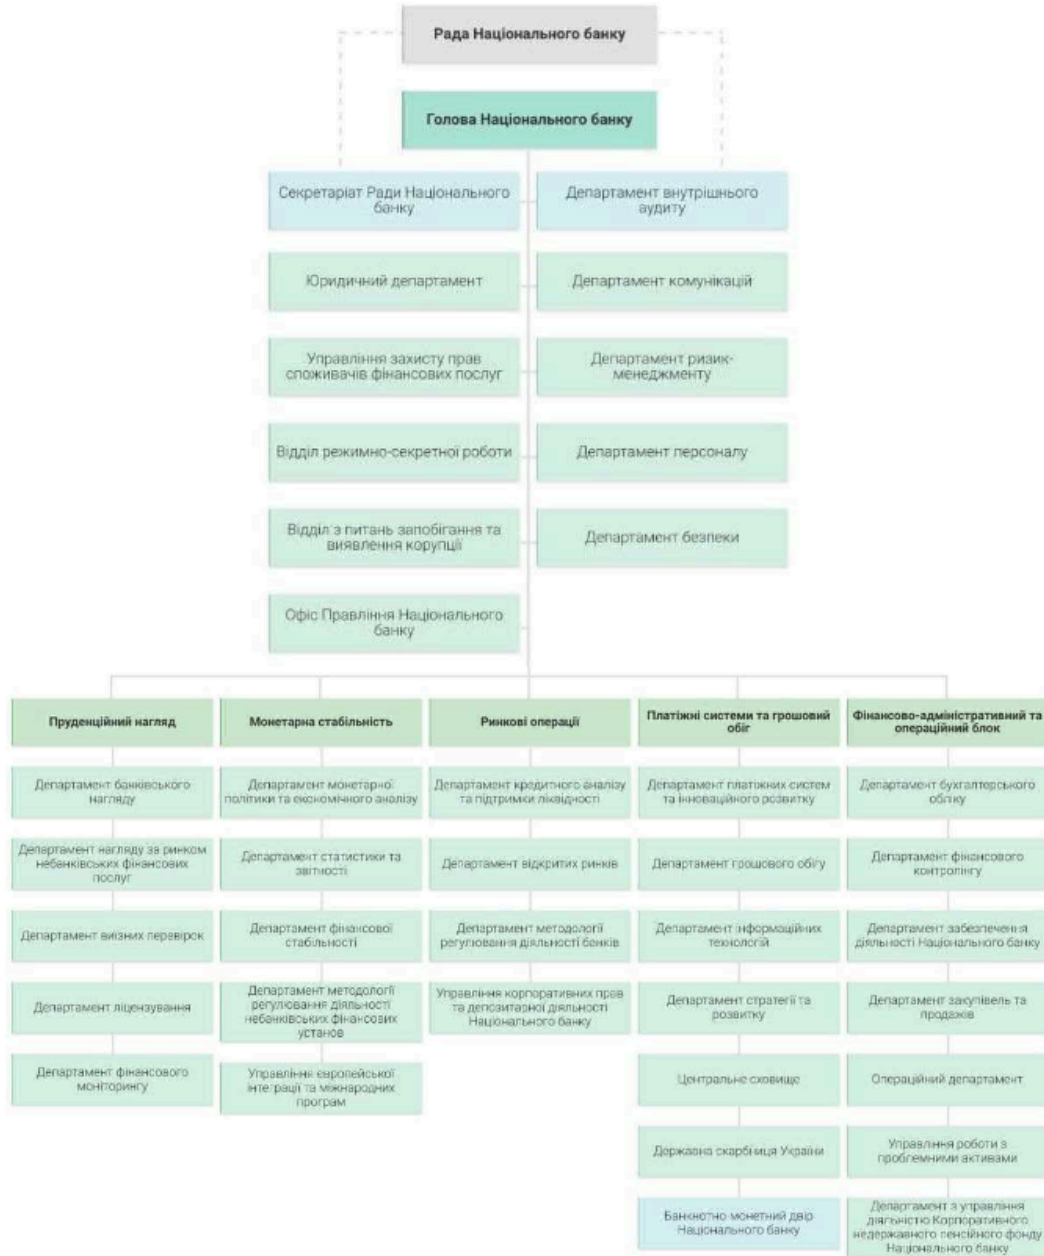 Рада Національного банку
Голова Національного банку
Секретаріат Ради Національного
банку
Департамент внутрішнього
аудиту
Юридичний департамент
Департамент комунікацій
Управління захисту прав
споживачів фінансових послуг
Департамент ризик-
менеджменту
Відділ режимно-секретної роботи
Департамент персоналу
Відділ з питань запобігання та
виявлення корупції
Департамент безпеки
Офіс Правління Національного
банку
Пруденційний нагляд
Департамент банківського
нагляду
Департамент нагляду за ринком
небанківських фінансових
послуг
Департамент виїзних перевірок
Департамент ліцензування
Департамент фінансового
моніторингу
Монетарна стабільність
Департамент монетарної
політики та економічного аналізу
Департамент статистики та
звітності
Департамент фінансової
стабільності
Департамент методології
регулювання діяльності
небанківських фінансових
установ
Управління європейської
інтеграції та міжнародних
програм
Ринкові операції
Департамент кредитного аналізу
та підтримки ліквідності
Департамент відкритих ринків
Департамент методології
регулювання діяльності банків
Управління корпоративних прав
та депозитарної діяльності
Національного банку
Платіжні системи та грошовий
обіг
Департамент платіжних систем
та інноваційного розвитку
Департамент грошового обігу
Департамент інформаційних
технологій
Департамент стратегії та
розвитку
Центральне сховище
Державна скарбниця України
Банкнотно монетний двір
Національного банку
Фінансово-адміністративний та
операційний блок
Департамент бухгалтерського
обліку
Департамент фінансового
контролінгу
Департамент забезпечення
діяльності Національного банку
Департамент закупівель та
продажів
Операційний департамент
Управління роботи з
проблемними активами
Департамент з управління
діяльністю Корпоративного
недержавного пенсійного фонду
Національного банку